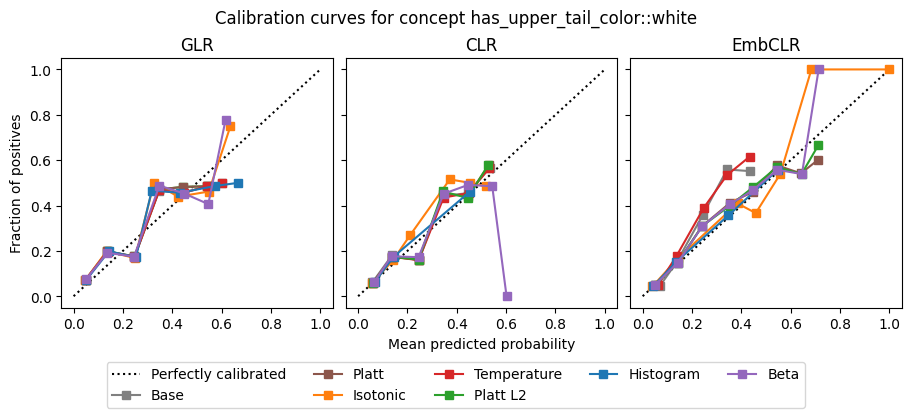 Calibration curves for concept has_upper_tail_color::white
GLR
CLR
EmbCLR
Fraction of positives
1.0
0.8
0.6
0.4
0.2
0.0
0.0 0.2 0.4 0.6 0.8 1.0
0.0 0.2 0.4 0.6 0.8 1.0
0.0 0.2 0.4 0.6 0.8 1.0
Mean predicted probability
Perfectly calibrated Platt Temperature Histogram Beta
Base Isotonic Platt L2